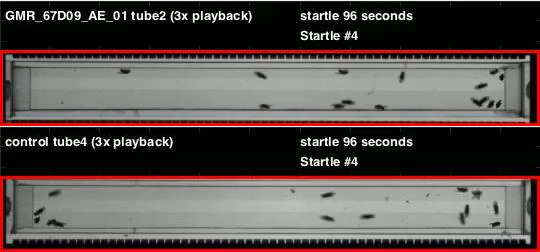 GMR_67D09_AE_01 tube2 (3x playback) startle 96 seconds
Startle #4
control tube4 (3x playback) startle 96 seconds
Startle #4